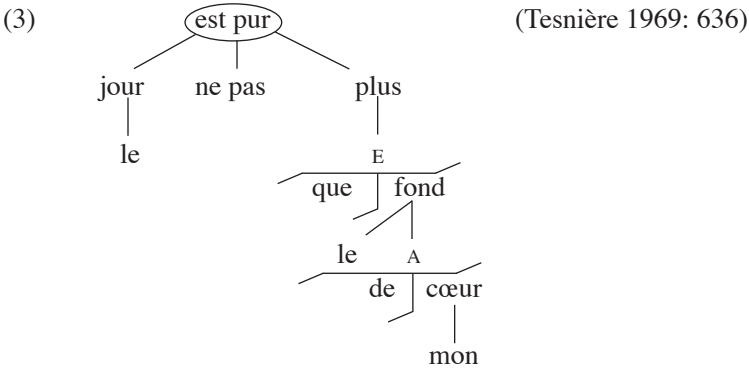 (3) est pur (Tesnière 1969: 636)
jour ne pas plus
le E
que fond
le A
de cœur
mon